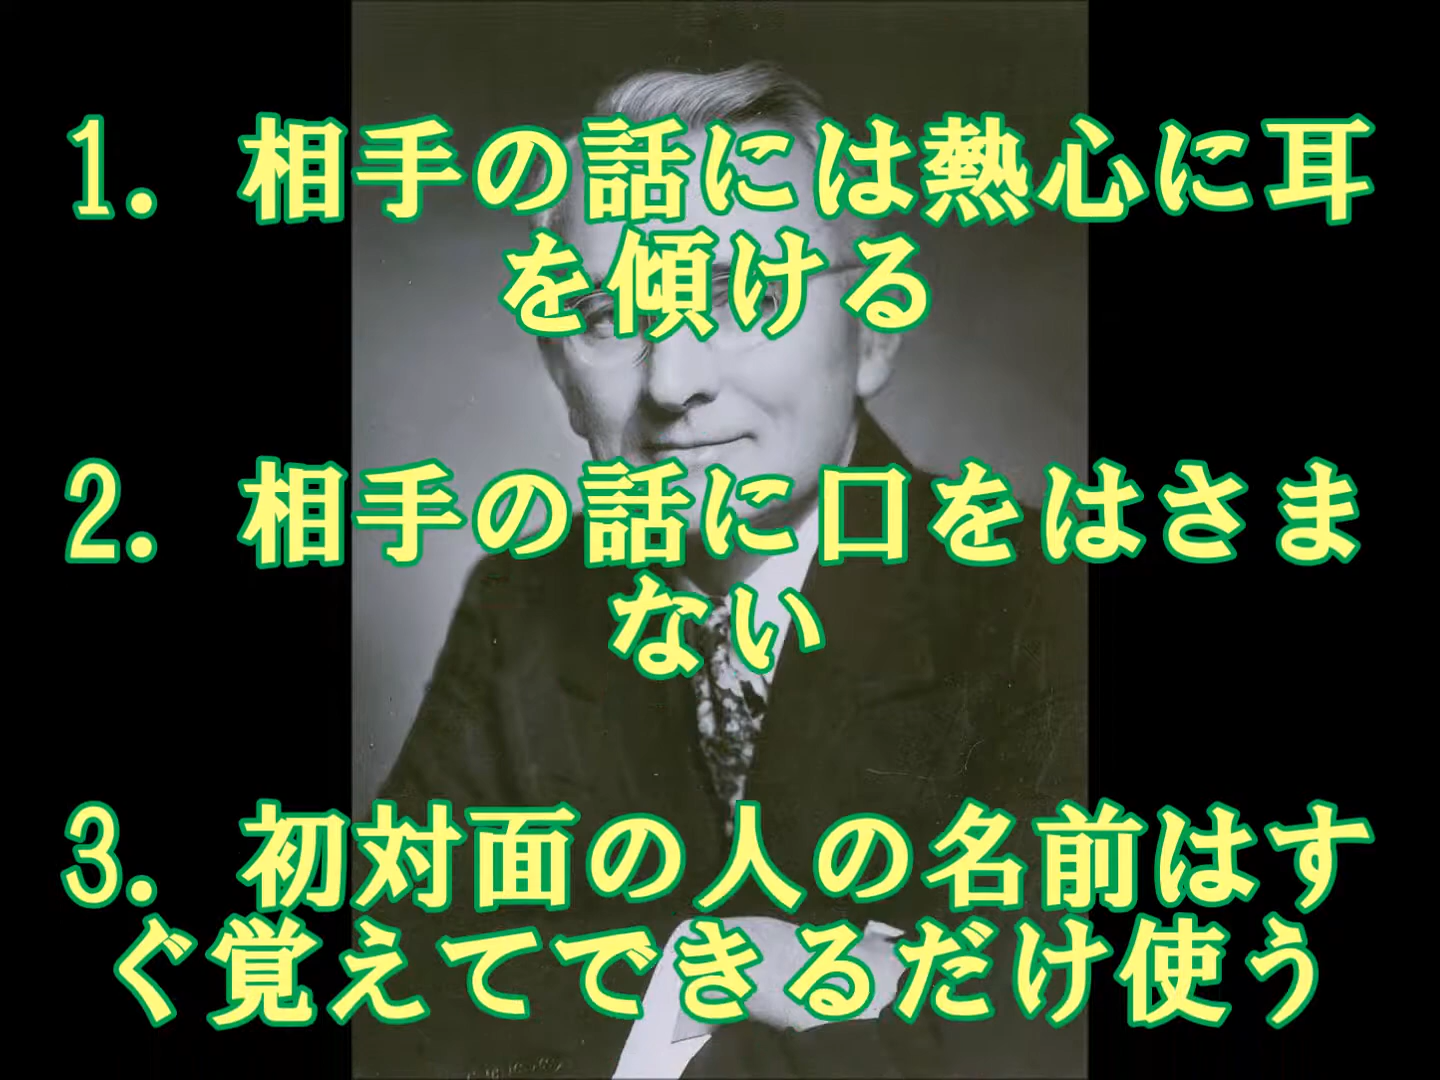 1. 相手の話には熱心に耳
を傾ける
2. 相手の話に口をはさま
ない
3. 初対面の人の名前はす
ぐ覚えてできるだけ使う